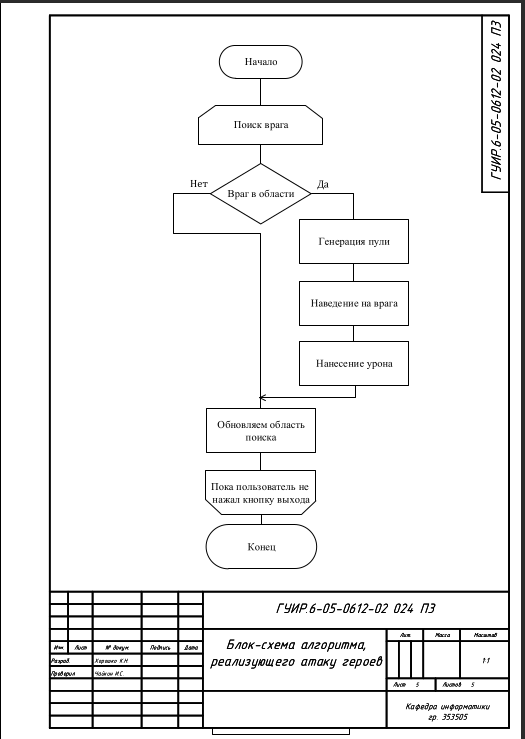 ГУИР.6-05-0612-02 024 ПЗ
Начало
Поиск врага
Нет
Враг в области
Да
Генерация пули
Наведение на врага
Нанесение урона
Обновляем область
поиска
Пока пользователь не
нажал кнопку выхода
Конец
ГУИР.6-05-0612-02 024 ПЗ
Блок-схема алгоритма,
реализующего атаку героев
Лит Масса Масштаб
Изм Лист № докум. Подпись Дата
Разраб
1:1
Проверил
Лист 5 Листов 5
Кафедра информатики
гр. 353505